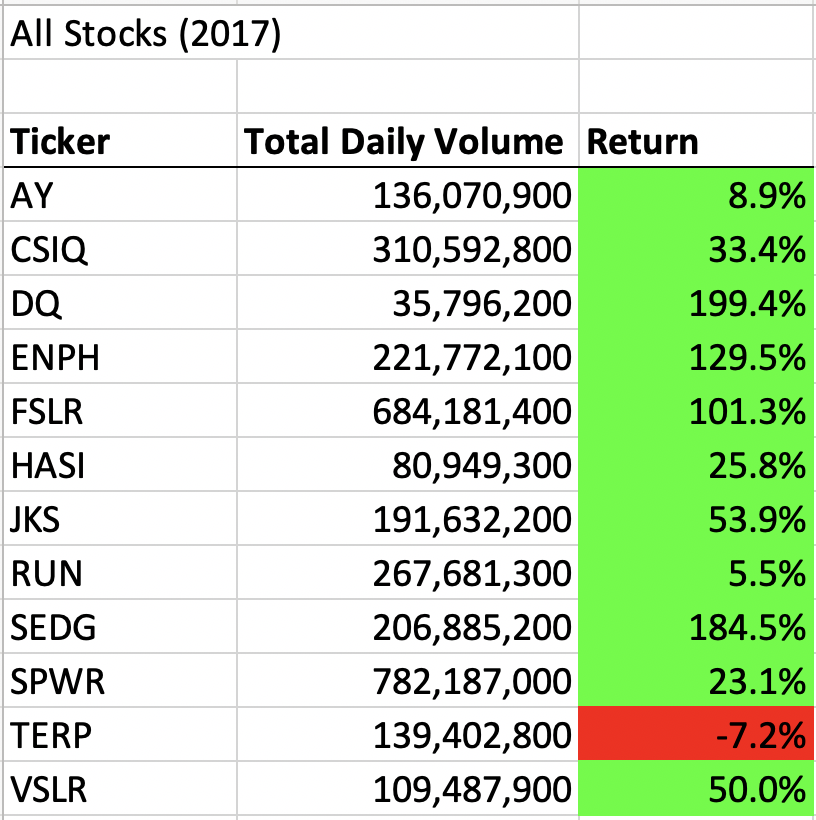 All Stocks (2017)
Ticker Total Daily Volume Return
AY 136,070,900 8.9%
CSIQ 310,592,800 33.4%
DQ 35,796,200 199.4%
ENPH 221,772,100 129.5%
FSLR 684,181,400 101.3%
HASI 80,949,300 25.8%
JKS 191,632,200 53.9%
RUN 267,681,300 5.5%
SEDG 206,885,200 184.5%
SPWR 782,187,000 23.1%
TERP 139,402,800 -7.2%
VSLR 109,487,900 50.0%